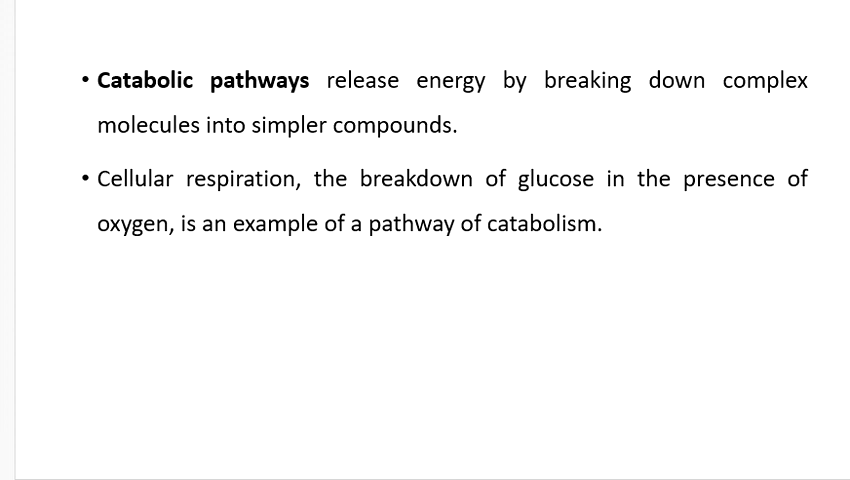 • Catabolic pathways release energy by breaking down complex
molecules into simpler compounds.
• Cellular respiration, the breakdown of glucose in the presence of
oxygen, is an example of a pathway of catabolism.